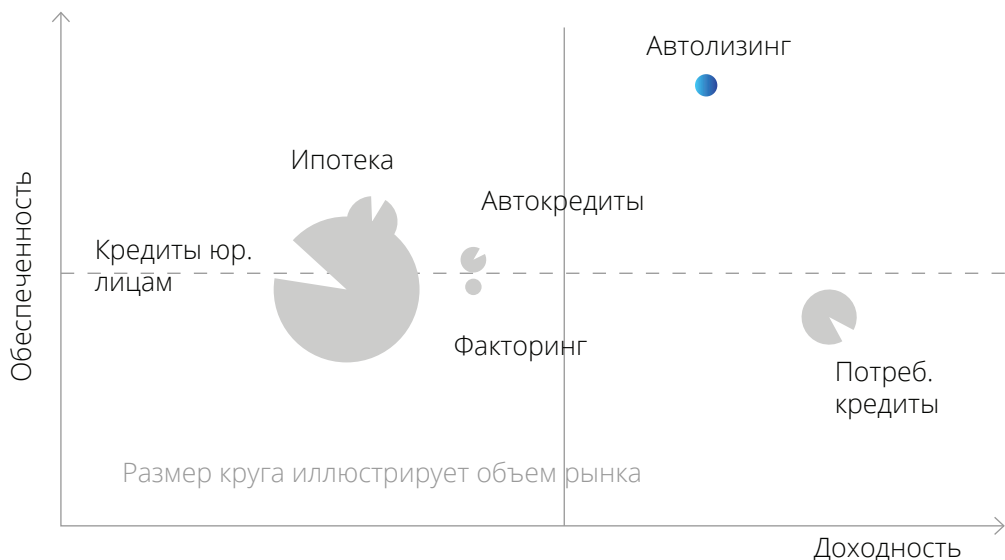 Автолизинг
Ипотека
Автокредиты
Кредиты юр.
лицам
Обеспеченность
Факторинг
Потреб.
кредиты
Размер круга иллюстрирует объем рынка
Доходность